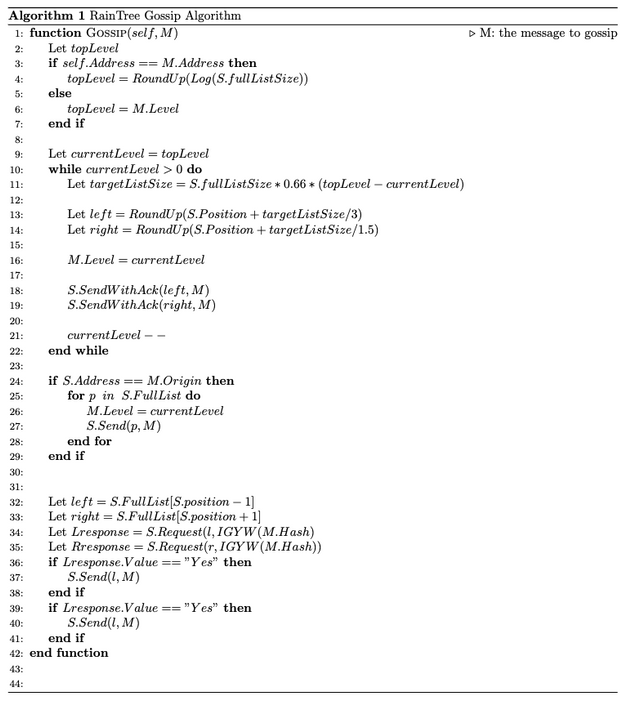 Algorithm 1 RainTree Gossip Algorithm
1: function GOSSIP(self, M) ▷ M: the message to gossip
2: Let topLevel
3: if self.Address == M.Address then
4: topLevel = RoundUp(Log(S.fullListSize))
5: else
6: topLevel = M.Level
7: end if
8:
9: Let currentLevel = topLevel
10: while currentLevel > 0 do
11: Let targetListSize = S.fullListSize * 0.66 * (topLevel − currentLevel)
12:
13: Let left = RoundUp(S.Position + targetListSize/3)
14: Let right = RoundUp(S.Position + targetListSize/1.5)
15:
16: M.Level = currentLevel
17:
18: S.SendWithAck(left, M)
19: S.SendWithAck(right, M)
20:
21: currentLevel − −
22: end while
23:
24: if S.Address == M.Origin then
25: for p in S.FullList do
26: M.Level = currentLevel
27: S.Send(p, M)
28: end for
29: end if
30:
31:
32: Let left = S.FullList[S.position − 1]
33: Let right = S.FullList[S.position + 1]
34: Let Lresponse = S.Request(l, IGYW(M.Hash)
35: Let Rresponse = S.Request(r, IGYW(M.Hash))
36: if Lresponse.Value == "Yes" then
37: S.Send(l, M)
38: end if
39: if Lresponse.Value == "Yes" then
40: S.Send(l, M)
41: end if
42: end function
43:
44: